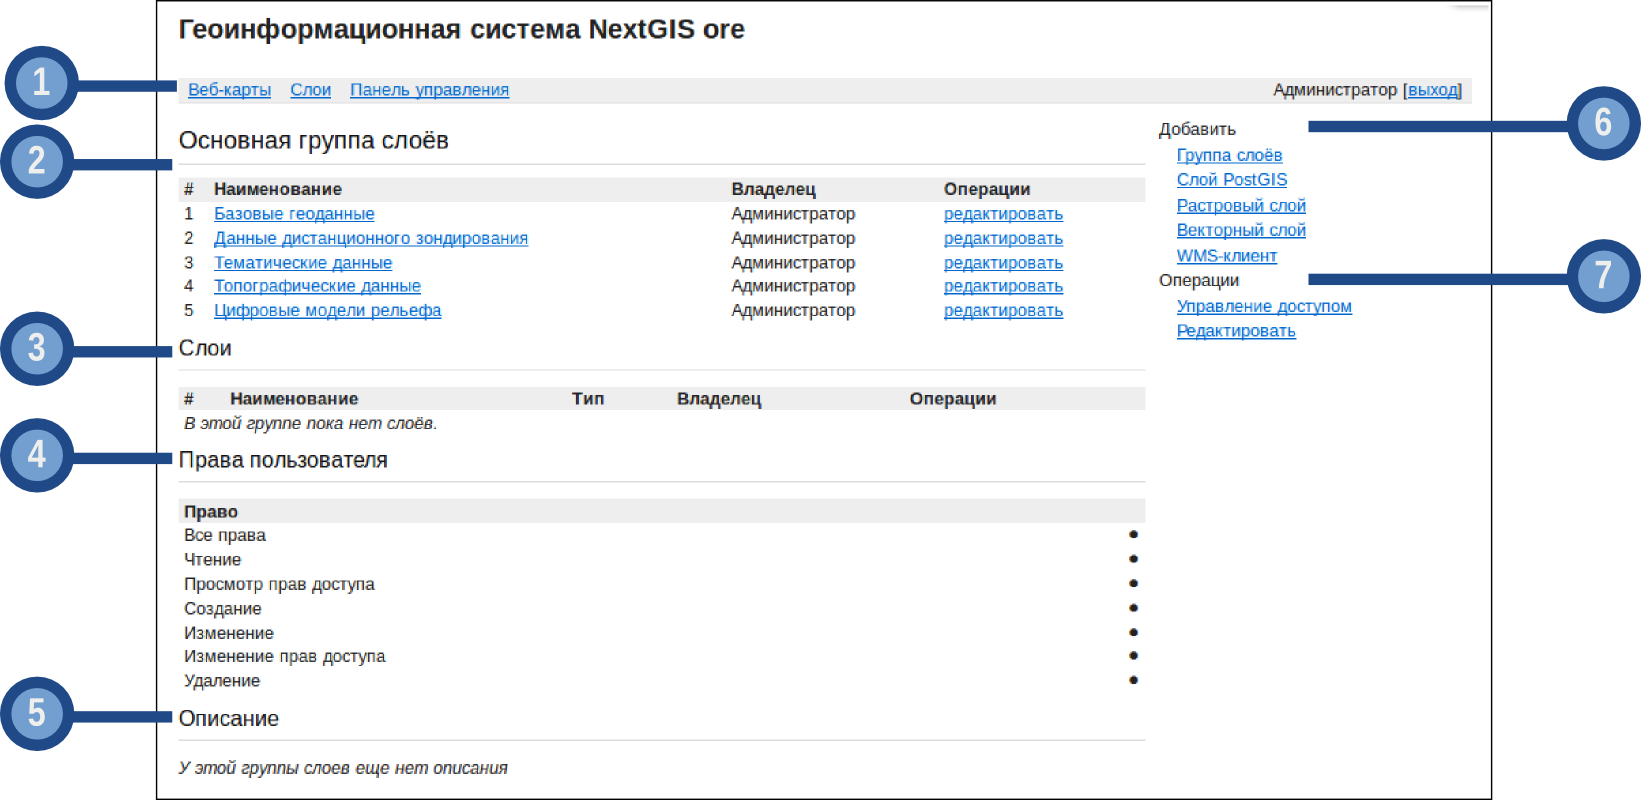 Геоинформационная система NextGIS ore
1
Веб-карты Слои Панель управления Администратор [выход]
6
Добавить
Группа слоёв
Слой PostGIS
Растровый слой
Векторный слой
WMS-клиент
7
Операции
Управление доступом
Редактировать
2
Основная группа слоёв
# Наименование Владелец Операции
1 Базовые геоданные Администратор редактировать
2 Данные дистанционного зондирования Администратор редактировать
3 Тематические данные Администратор редактировать
4 Топографические данные Администратор редактировать
5 Цифровые модели рельефа Администратор редактировать
3
Слои
# Наименование Тип Владелец Операции
В этой группе пока нет слоёв.
4
Права пользователя
Право
Все права ●
Чтение ●
Просмотр прав доступа ●
Создание ●
Изменение ●
Изменение прав доступа ●
Удаление ●
5
Описание
У этой группы слоев еще нет описания